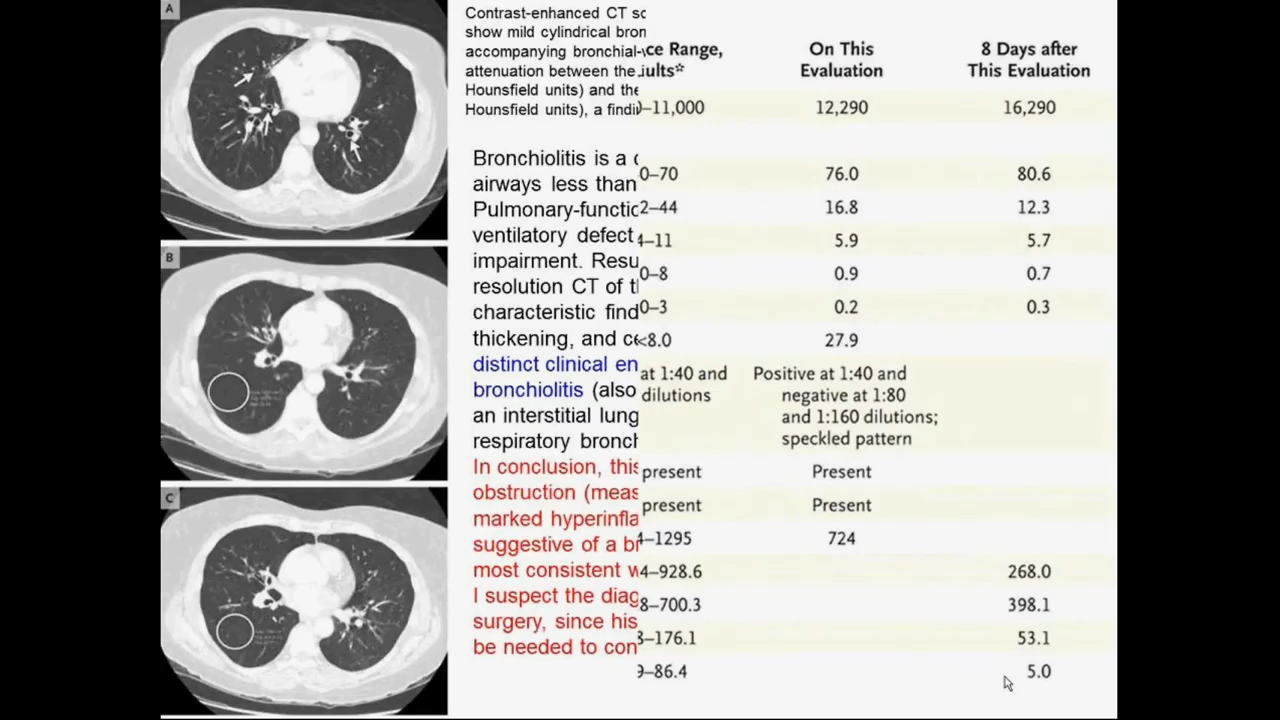 A
Contrast-enhanced CT sc
show mild cylindrical bron
accompanying bronchial-v
attenuation between the
Hounsfield units) and the
Hounsfield units), a findi
Bronchiolitis is a c
airways less than
Pulmonary-functio
ventilatory defect
impairment. Resu
resolution CT of th
characteristic find
thickening, and ce
distinct clinical en
bronchiolitis (also
an interstitial lung
respiratory bronch
In conclusion, this
obstruction (meas
marked hyperinfla
suggestive of a br
most consistent w
I suspect the diag
surgery, since his
be needed to con
B
C
ce Range, On This 8 Days after
ults* Evaluation This Evaluation
0–11,000 12,290 16,290
0–70 76.0 80.6
2–44 16.8 12.3
4–11 5.9 5.7
0–8 0.9 0.7
0–3 0.2 0.3
<8.0 27.9
at 1:40 and Positive at 1:40 and
dilutions negative at 1:80
and 1:160 dilutions;
speckled pattern
present Present
present Present
4–1295 724
4–928.6 268.0
8–700.3 398.1
3–176.1 53.1
9–86.4 5.0